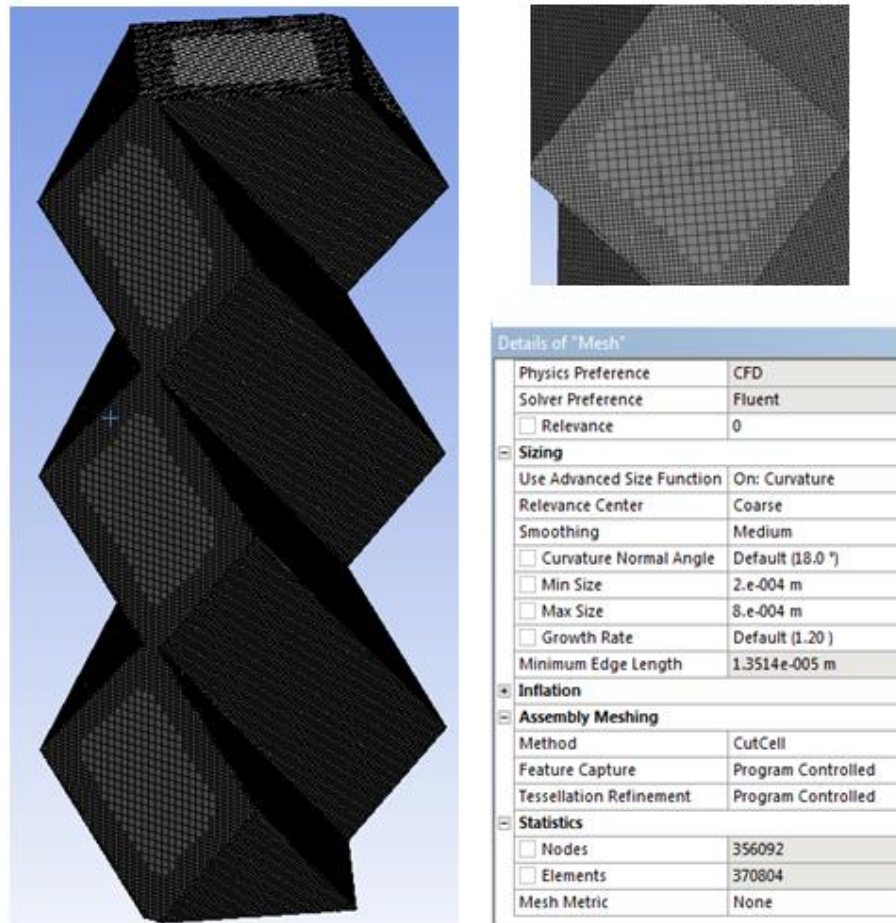 Details of "Mesh"
Physics Preference CFD
Solver Preference Fluent
Relevance 0
Sizing
Use Advanced Size Function On: Curvature
Relevance Center Coarse
Smoothing Medium
Curvature Normal Angle Default (18.0 °)
Min Size 2.e-004 m
Max Size 8.e-004 m
Growth Rate Default (1.20 )
Minimum Edge Length 1.3514e-005 m
Inflation
Assembly Meshing
Method CutCell
Feature Capture Program Controlled
Tessellation Refinement Program Controlled
Statistics
Nodes 356092
Elements 370804
Mesh Metric None